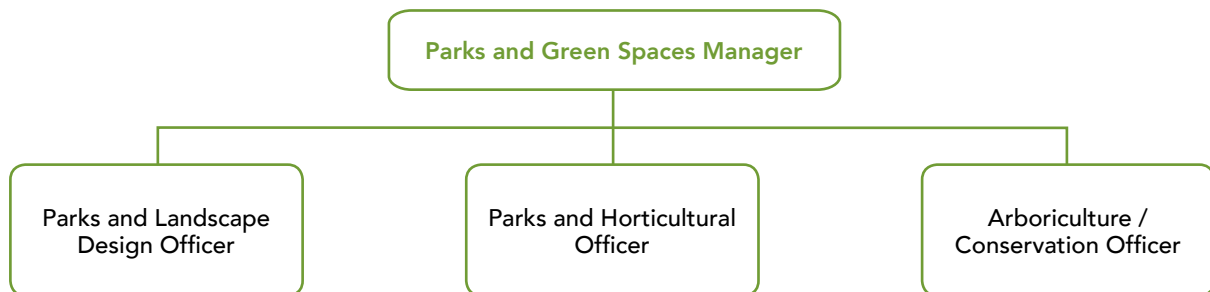 Parks and Green Spaces Manager
Parks and Landscape
Design Officer
Parks and Horticultural
Officer
Arboriculture /
Conservation Officer